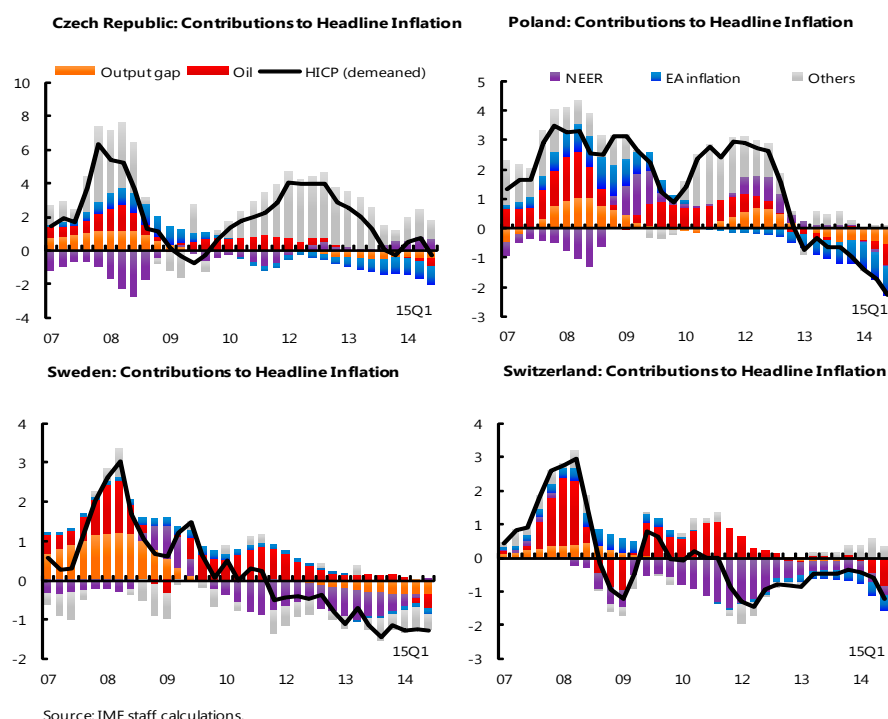 Czech Republic: Contributions to Headline Inflation
Output gap Oil HICP (demeaned)
10
8
6
4
2
0
-2
-4
15Q1
07 08 09 10 12 13 14
Poland: Contributions to Headline Inflation
NEER EA inflation Others
5
4
3
2
1
0
-1
-2
-3
15Q1
07 08 09 10 12 13 14
Sweden: Contributions to Headline Inflation
4
3
2
1
0
-1
-2
15Q1
07 08 09 10 12 13 14
Switzerland: Contributions to Headline Inflation
4
3
2
1
0
-1
-2
-3
15Q1
07 08 09 10 12 13 14
Source: IMF staff calculations.